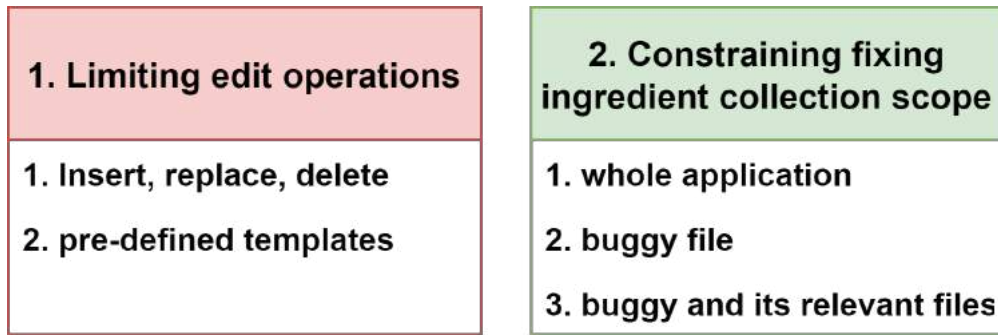 1. Limiting edit operations
1. Insert, replace, delete
2. pre-defined templates
2. Constraining fixing
ingredient collection scope
1. whole application
2. buggy file
3. buggy and its relevant files